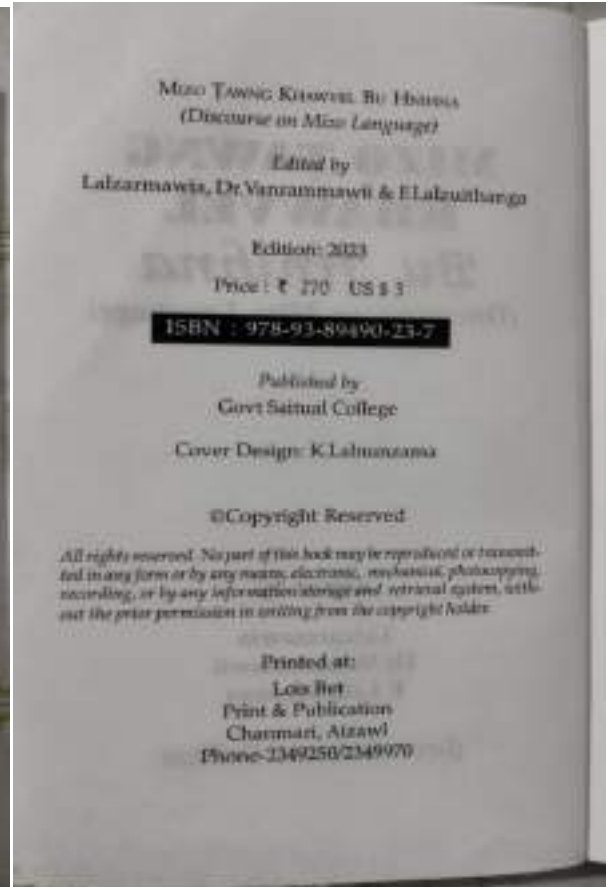 MIZO TAWNG KHAWVEL BU HMIHNA
(Discourse on Mizo Language)
Edited by
Lalzarmawia, Dr.Vanrammawii & F.Lalzuithanga
Edition: 2023
Price : ₹ 270 US $ 3
ISBN : 978-93-89490-23-7
Published by
Govt Saitual College
Cover Design: K.Lalnunzama
©Copyright Reserved
All rights reserved. No part of this book may be reproduced or transmit-
ted in any form or by any means, electronic, mechanical, photocopying,
recording, or by any information storage and retrieval system, with-
out the prior permission in writing from the copyright holder.
Printed at:
Lois Bet
Print & Publication
Chanmari, Aizawl
Phone-2349250/2349970